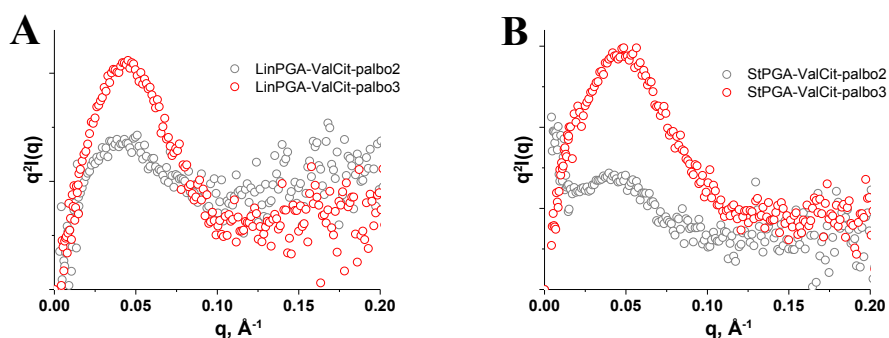 A
LinPGA-ValCit-palbo2
LinPGA-ValCit-palbo3
q²I(q)
0.00 0.05 0.10 0.15 0.20
q, Å⁻¹
B
StPGA-ValCit-palbo2
StPGA-ValCit-palbo3
q²I(q)
0.00 0.05 0.10 0.15 0.20
q, Å⁻¹